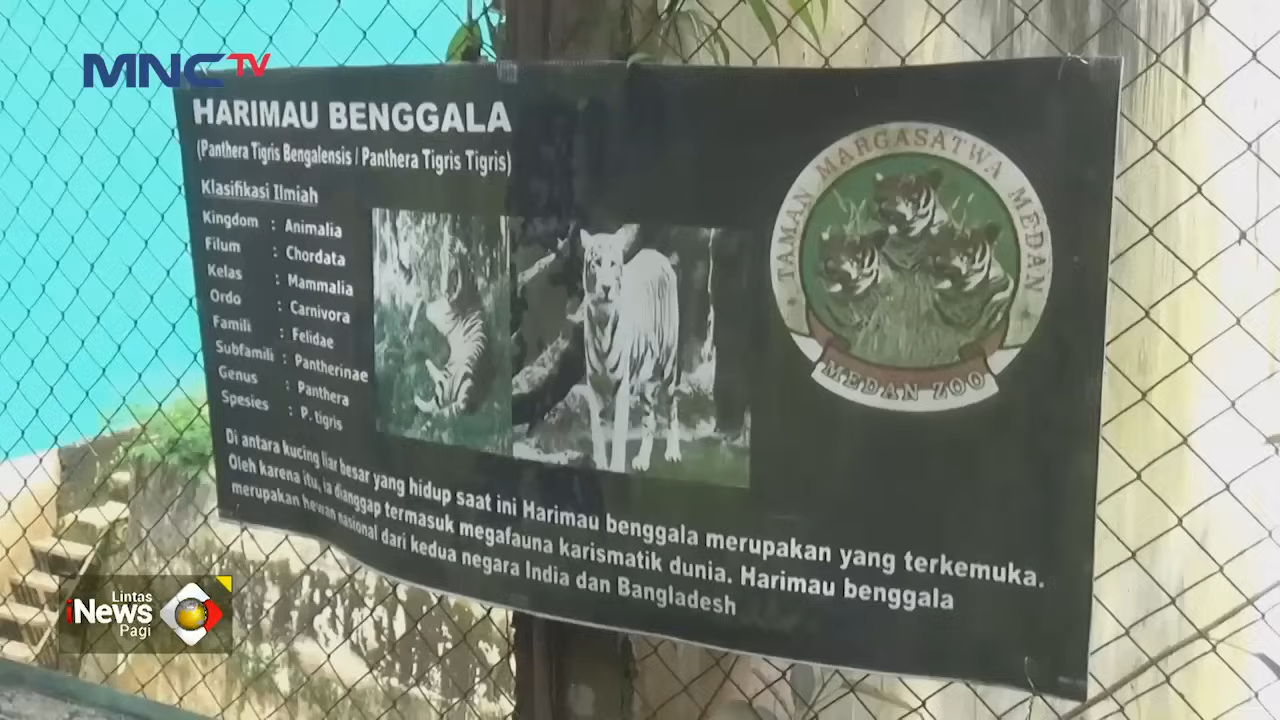 MNCTV
HARIMAU BENGGALA
(Panthera Tigris Bengalensis / Panthera Tigris Tigris)
Klasifikasi Ilmiah
Kingdom : Animalia
Filum : Chordata
Kelas : Mammalia
Ordo : Carnivora
Famili : Felidae
Subfamili : Pantherinae
Genus : Panthera
Spesies : P. tigris
TAMAN MARGASATWA MEDAN
MEDAN ZOO
Di antara kucing liar besar yang hidup saat ini Harimau benggala merupakan yang terkemuka.
Oleh karena itu, ia dianggap termasuk megafauna karismatik dunia. Harimau benggala
merupakan hewan nasional dari kedua negara India dan Bangladesh
Lintas
iNews
Pagi